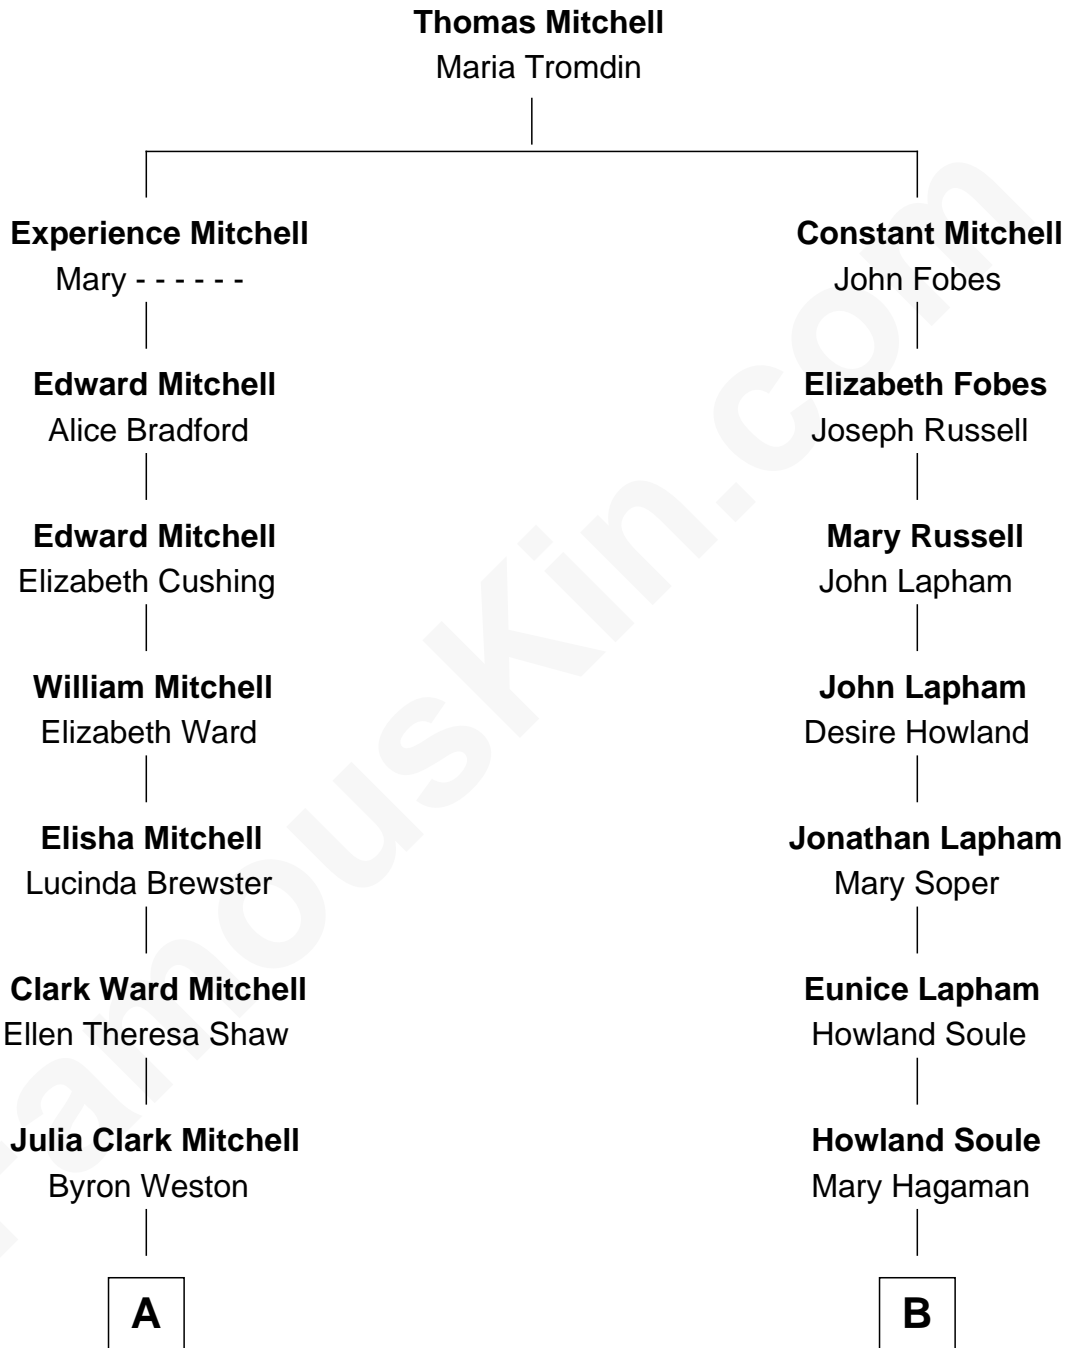 Thomas Mitchell
Maria Tromdin
Experience Mitchell
Mary - - - - - -
Constant Mitchell
John Fobes
Edward Mitchell
Alice Bradford
Elizabeth Fobes
Joseph Russell
Edward Mitchell
Elizabeth Cushing
Mary Russell
John Lapham
William Mitchell
Elizabeth Ward
John Lapham
Desire Howland
Elisha Mitchell
Lucinda Brewster
Jonathan Lapham
Mary Soper
Clark Ward Mitchell
Ellen Theresa Shaw
Eunice Lapham
Howland Soule
Julia Clark Mitchell
Byron Weston
Howland Soule
Mary Hagaman
A
B
FamousKin.com